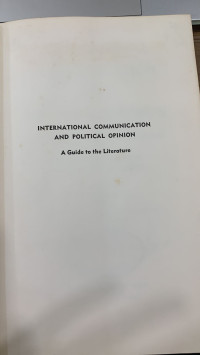 INTERNATIONAL COMMUNICATION
AND POLITICAL OPINION
A Guide to the Literature